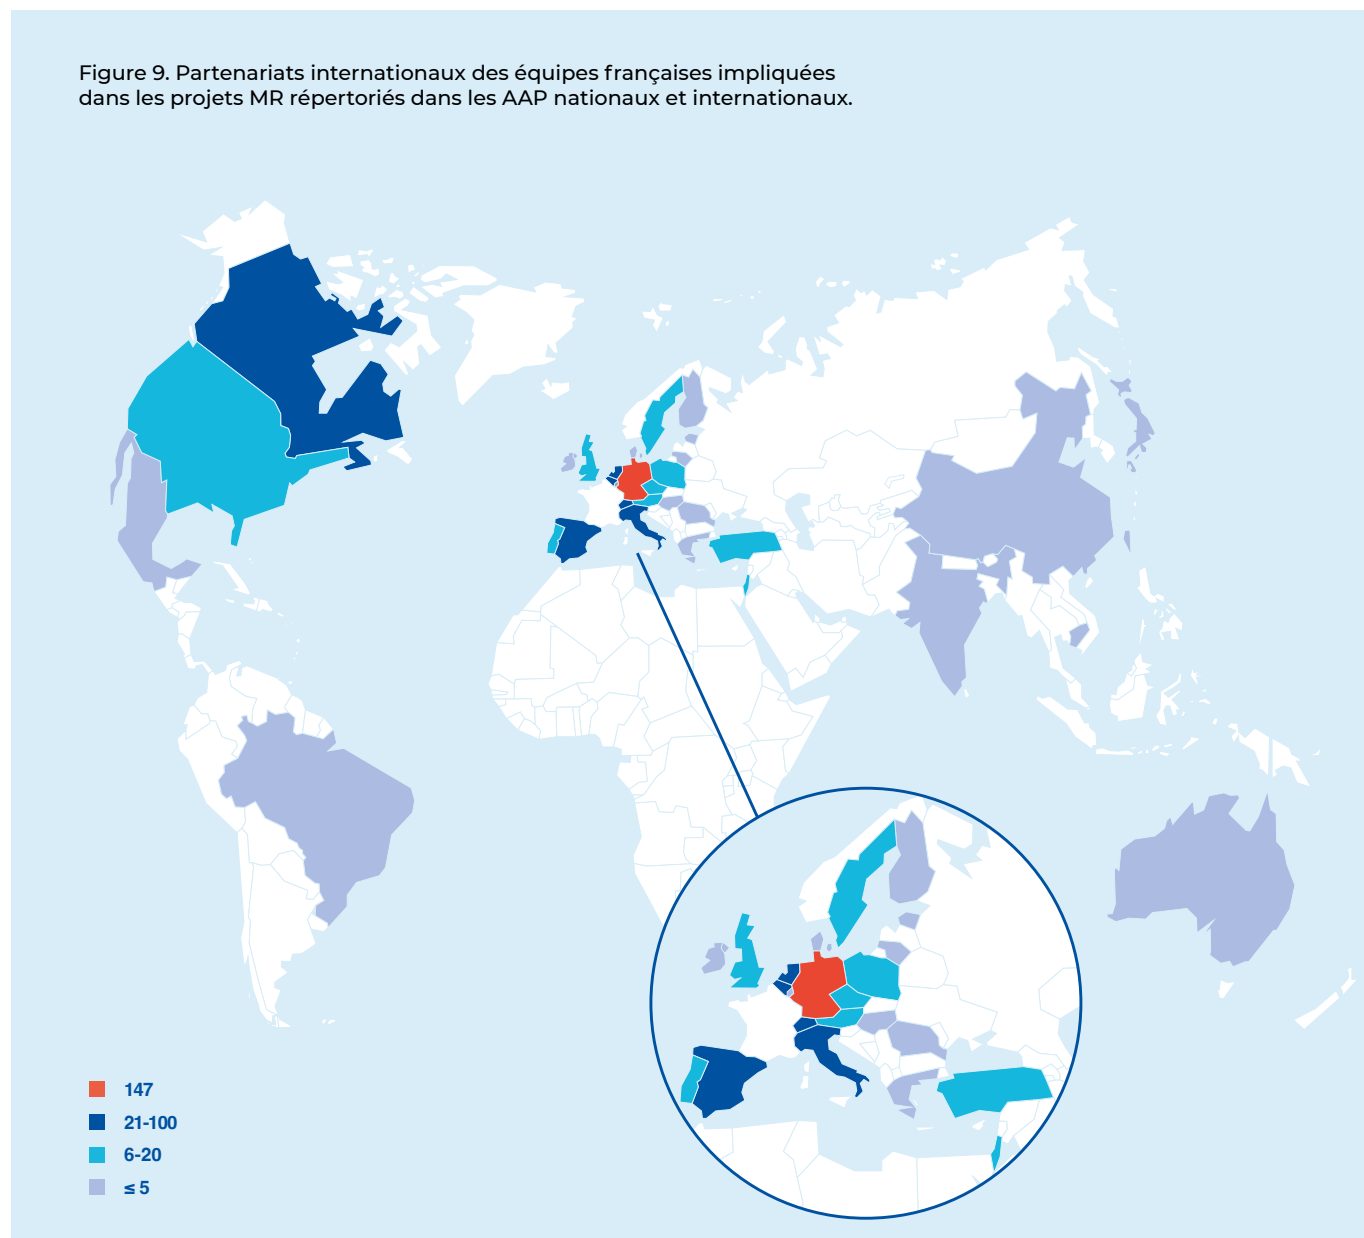 Figure 9. Partenariats internationaux des équipes françaises impliquées
dans les projets MR répertoriés dans les AAP nationaux et internationaux.
147
21-100
6-20
≤ 5